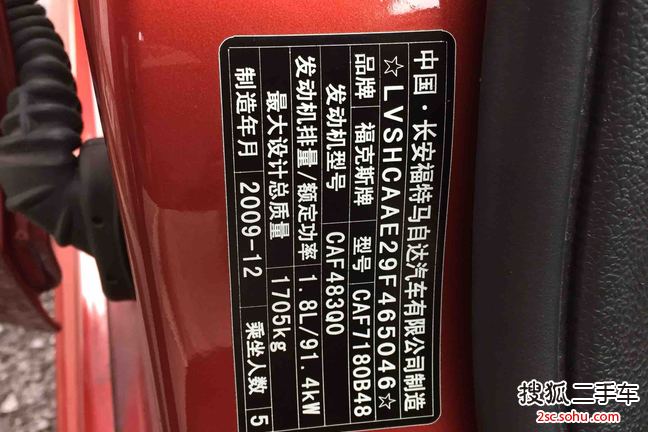 中国·长安福特马自达汽车有限公司制造
☆LVSHCAAE29F465046☆
品牌 福克斯牌 型号 CAF7180B48
发动机型号 CAF483Q0
发动机排量/额定功率 1.8L/91.4kW
最大设计总质量 1705kg
制造年月 2009-12 乘坐人数 5
搜狐二手车
2sc.sohu.com